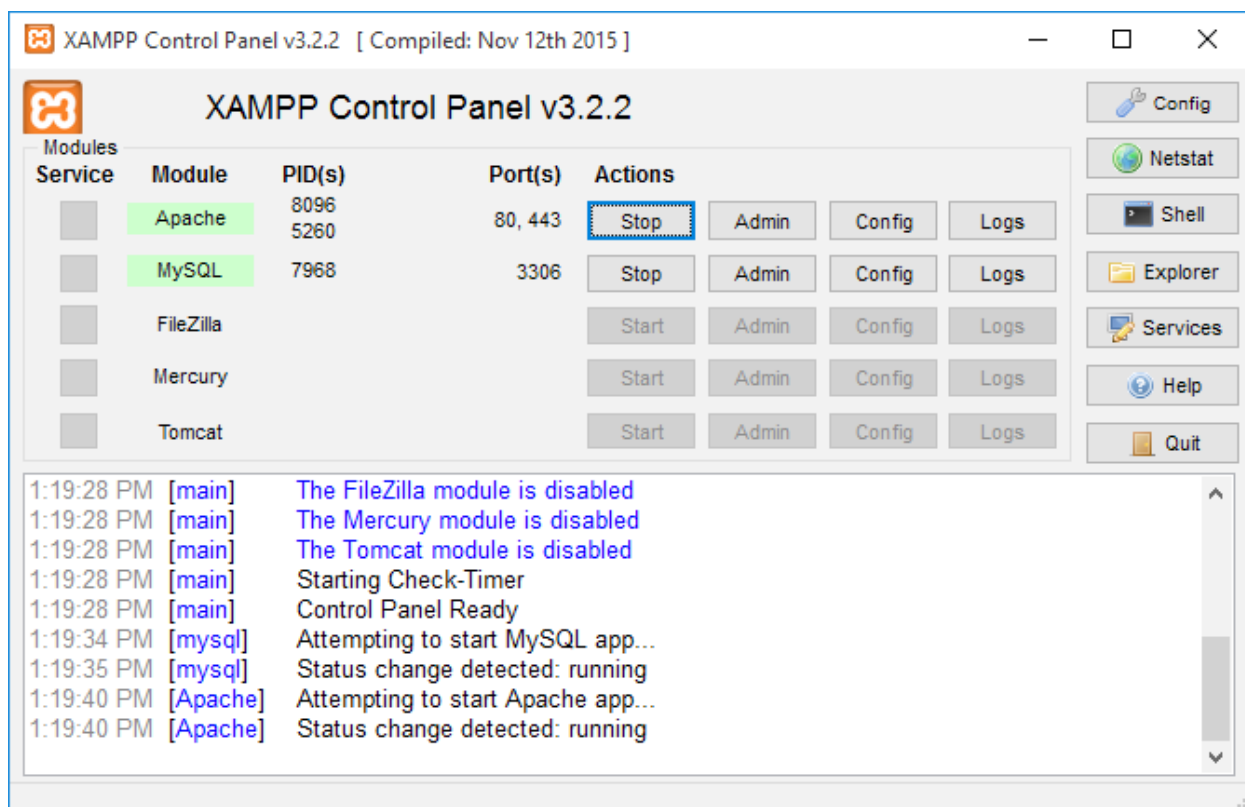 XAMPP Control Panel v3.2.2 [ Compiled: Nov 12th 2015 ]
XAMPP Control Panel v3.2.2
Config
Modules
Service Module PID(s) Port(s) Actions
Netstat
Apache 8096 5260 80, 443 Stop Admin Config Logs
Shell
MySQL 7968 3306 Stop Admin Config Logs
Explorer
FileZilla Start Admin Config Logs
Services
Mercury Start Admin Config Logs
Help
Tomcat Start Admin Config Logs
Quit
1:19:28 PM [main] The FileZilla module is disabled
1:19:28 PM [main] The Mercury module is disabled
1:19:28 PM [main] The Tomcat module is disabled
1:19:28 PM [main] Starting Check-Timer
1:19:28 PM [main] Control Panel Ready
1:19:34 PM [mysql] Attempting to start MySQL app...
1:19:35 PM [mysql] Status change detected: running
1:19:40 PM [Apache] Attempting to start Apache app...
1:19:40 PM [Apache] Status change detected: running